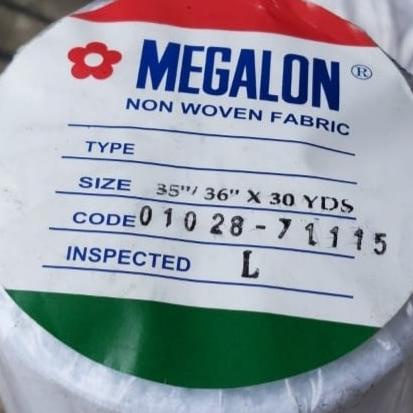 MEGALON ®
NON WOVEN FABRIC
TYPE
SIZE 35"/ 36" X 30 YDS
CODE 01028-71115
INSPECTED L